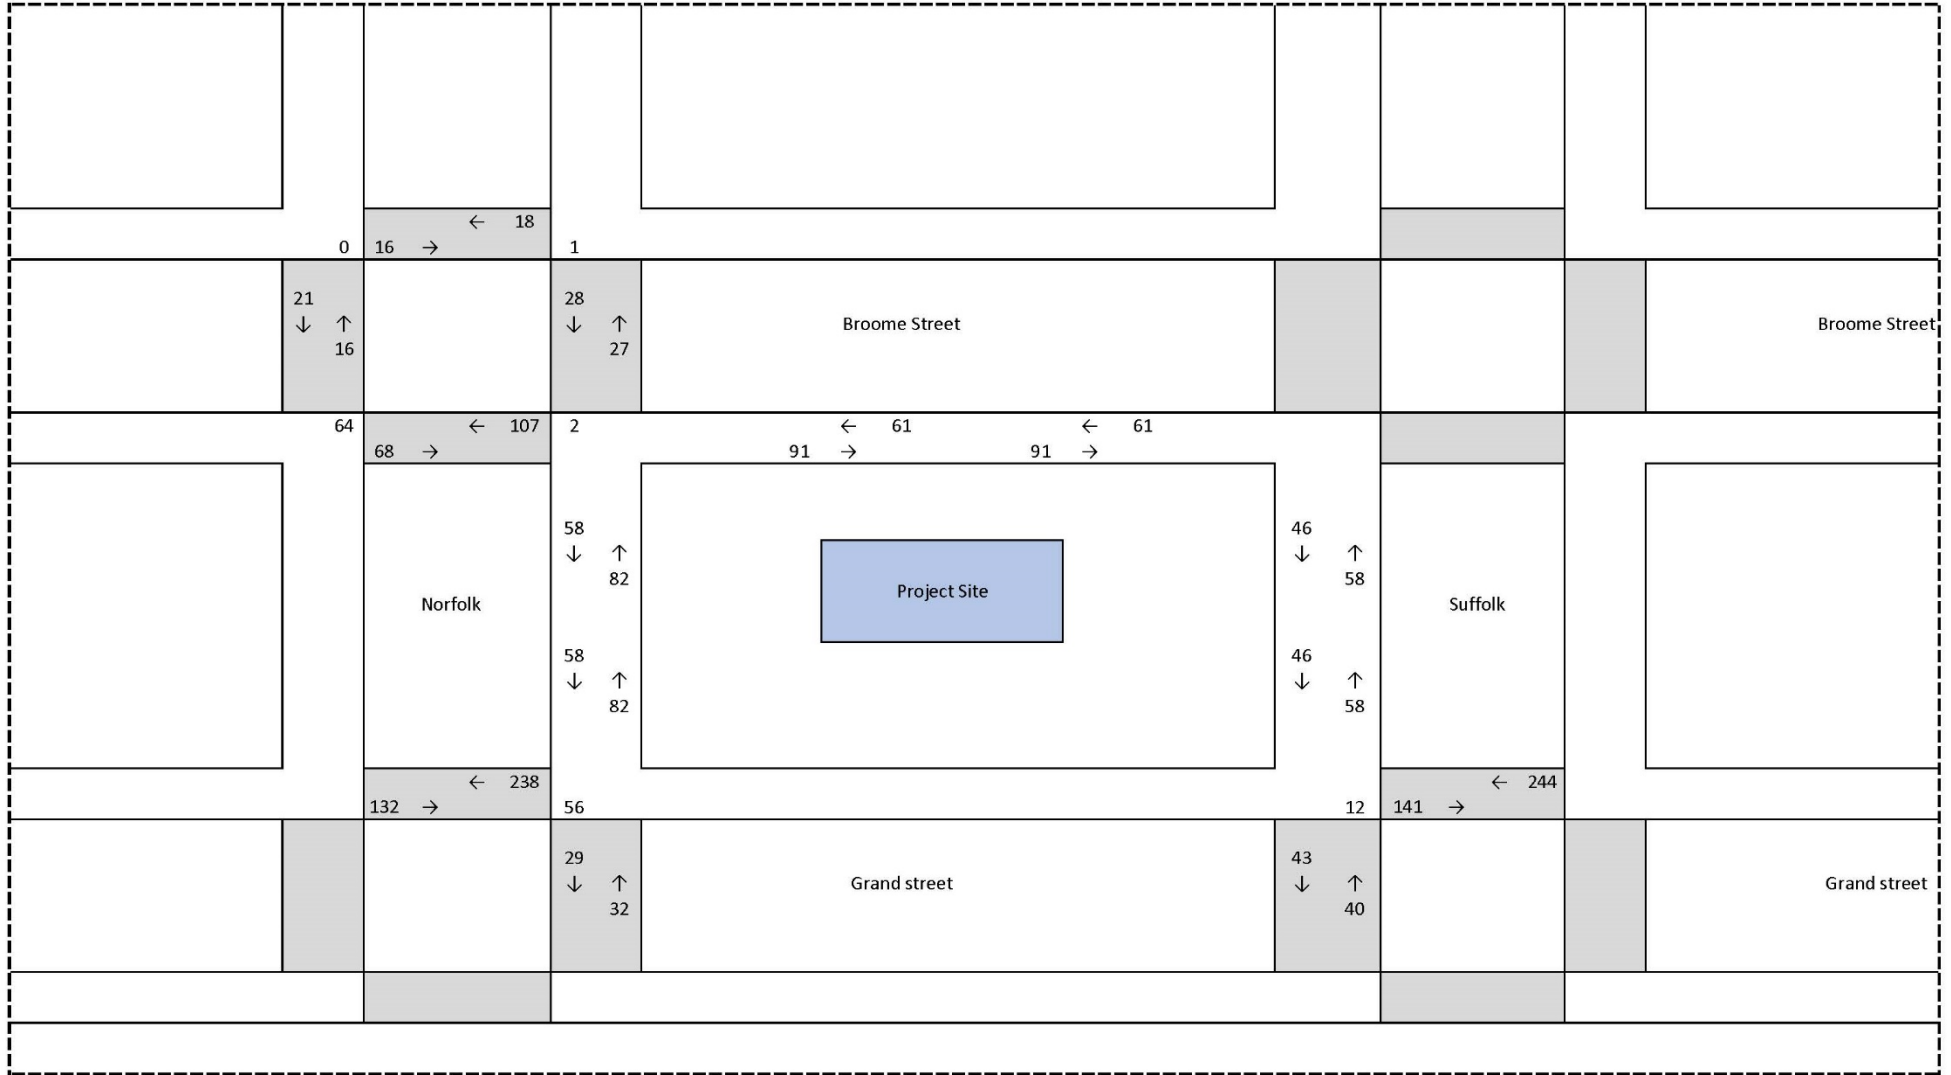 ← 18
0 16 → 1
21 28
↓ ↑ ↓ ↑ Broome Street Broome Street
16 27
64 ← 107 2 ← 61 ← 61
68 → 91 → 91 →
58 46
↓ ↑ ↓ ↑
82 58
Project Site
Norfolk Suffolk
58 46
↓ ↑ ↓ ↑
82 58
← 238 ← 244
132 → 56 12 141 →
29 43
↓ ↑ Grand street ↓ ↑ Grand street
32 40